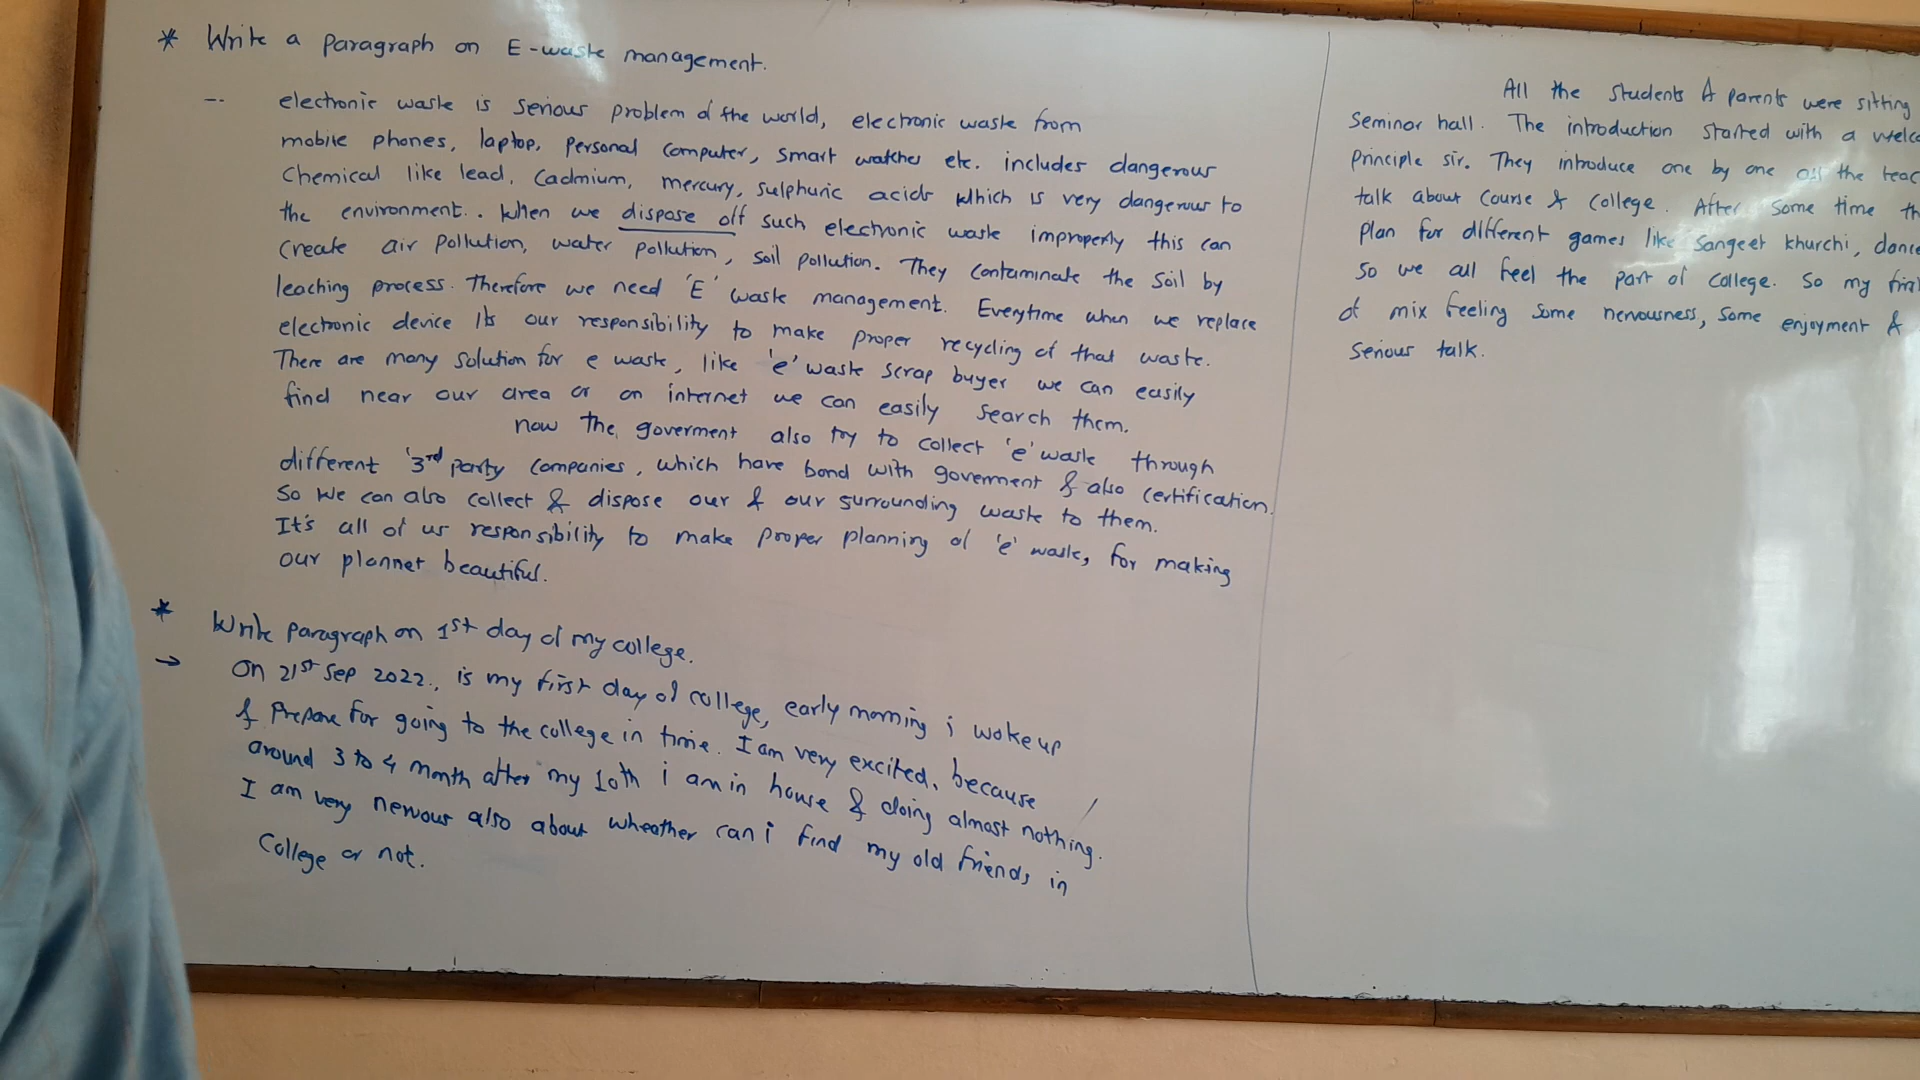 * Write a paragraph on E-waste management.
-. electronic waste is serious problem of the world, electronic waste from
mobile phones, laptop, personal computer, smart watches etc. includes dangerous
chemical like lead, cadmium, mercury, sulphuric acids which is very dangerous to
the environment.. When we dispose off such electronic waste improperly this can
create air pollution, water pollution, soil pollution. They contaminate the soil by
leaching process. Therefore we need 'E' waste management. Everytime when we replace
electronic device Its our responsibility to make proper recycling of that waste.
There are many solution for e waste, like 'e' waste scrap buyer we can easily
find near our area or on internet we can easily search them.
now the goverment also try to collect 'e' waste through
different '3rd party companies, which have bond with goverment & also certification.
So We can also collect & dispose our & our surrounding waste to them.
It's all of us responsibility to make proper planning of 'e' waste, for making
our plannet beautiful.
* Write paragraph on 1st day of my college.
→ On 21st Sep 2022., is my first day of college, early morning i woke up
& prepare for going to the college in time. I am very excited, because
around 3 to 4 month after my 10th i am in house & doing almost nothing.
I am very nervous also about wheather can i find my old friends in
College or not.
All the students & parents were sitting
Seminar hall. The introduction started with a
principle sir. They introduce one by one all the
talk about course & college. After some time
plan for different games like Sangeet khurchi,
So we all feel the part of college. So my
of mix feeling some nervousness, some enjoyment &
Serious talk.